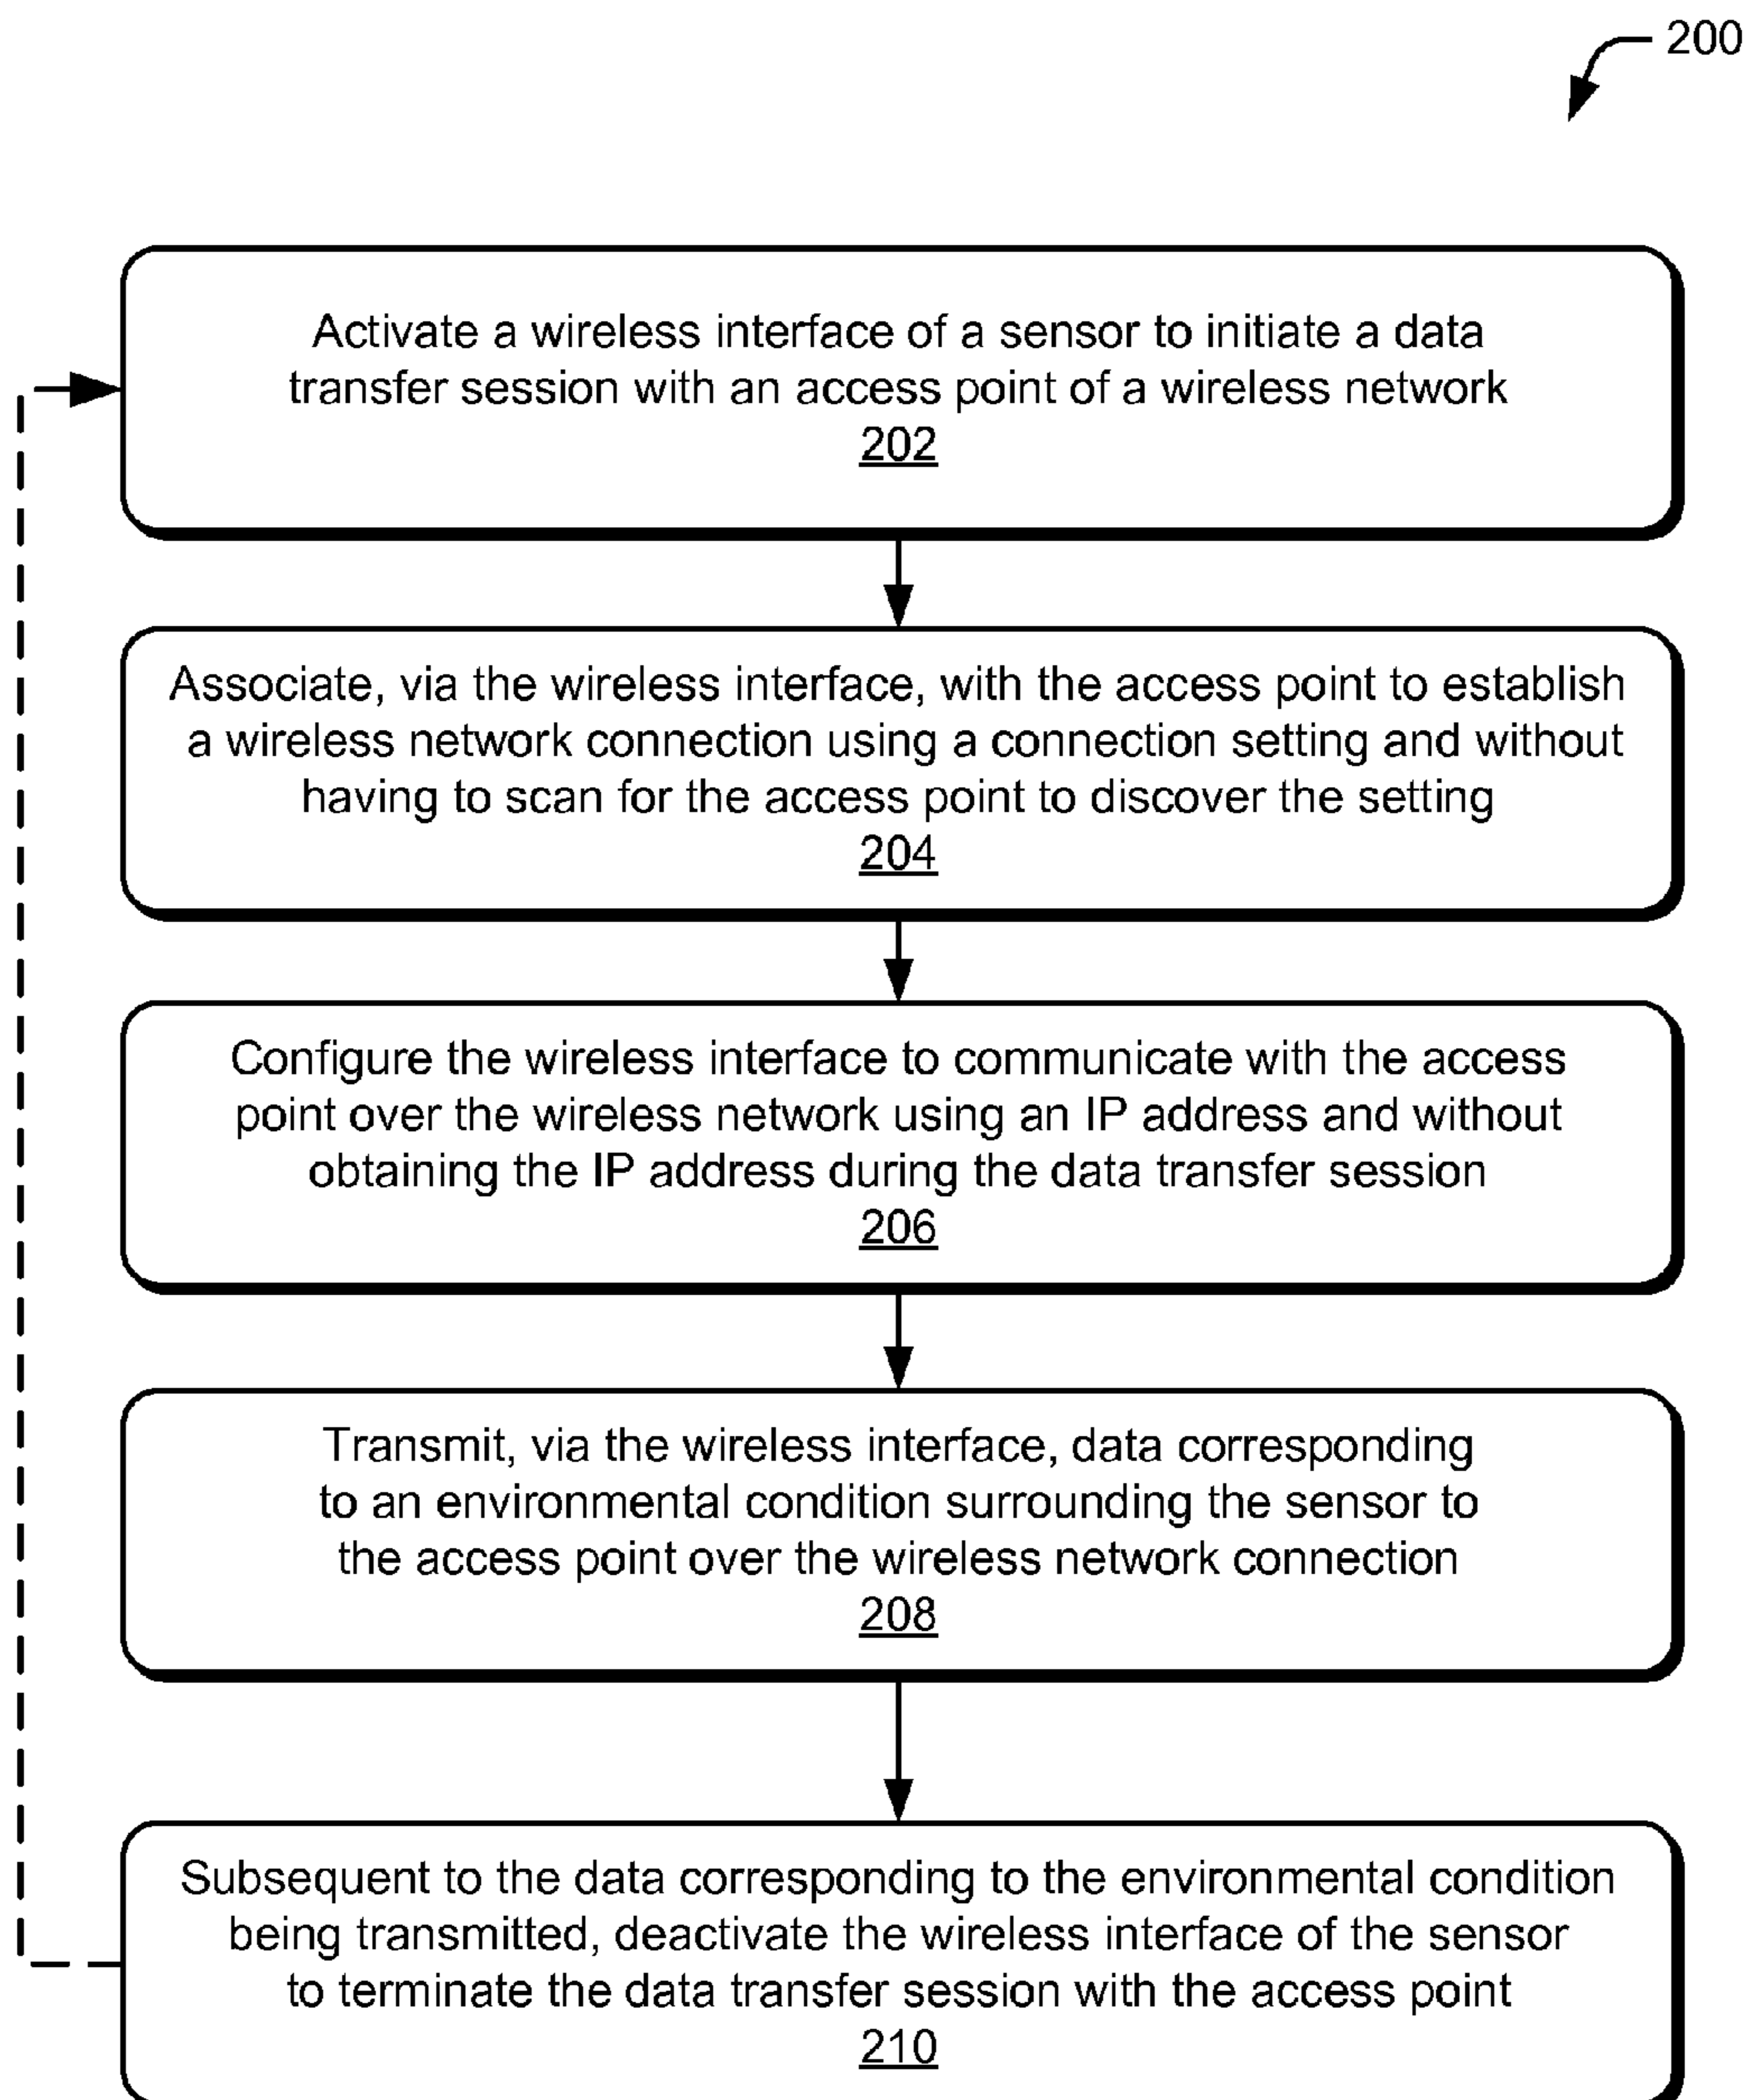 200
Activate a wireless interface of a sensor to initiate a data
transfer session with an access point of a wireless network
202
Associate, via the wireless interface, with the access point to establish
a wireless network connection using a connection setting and without
having to scan for the access point to discover the setting
204
Configure the wireless interface to communicate with the access
point over the wireless network using an IP address and without
obtaining the IP address during the data transfer session
206
Transmit, via the wireless interface, data corresponding
to an environmental condition surrounding the sensor to
the access point over the wireless network connection
208
Subsequent to the data corresponding to the environmental condition
being transmitted, deactivate the wireless interface of the sensor
to terminate the data transfer session with the access point
210